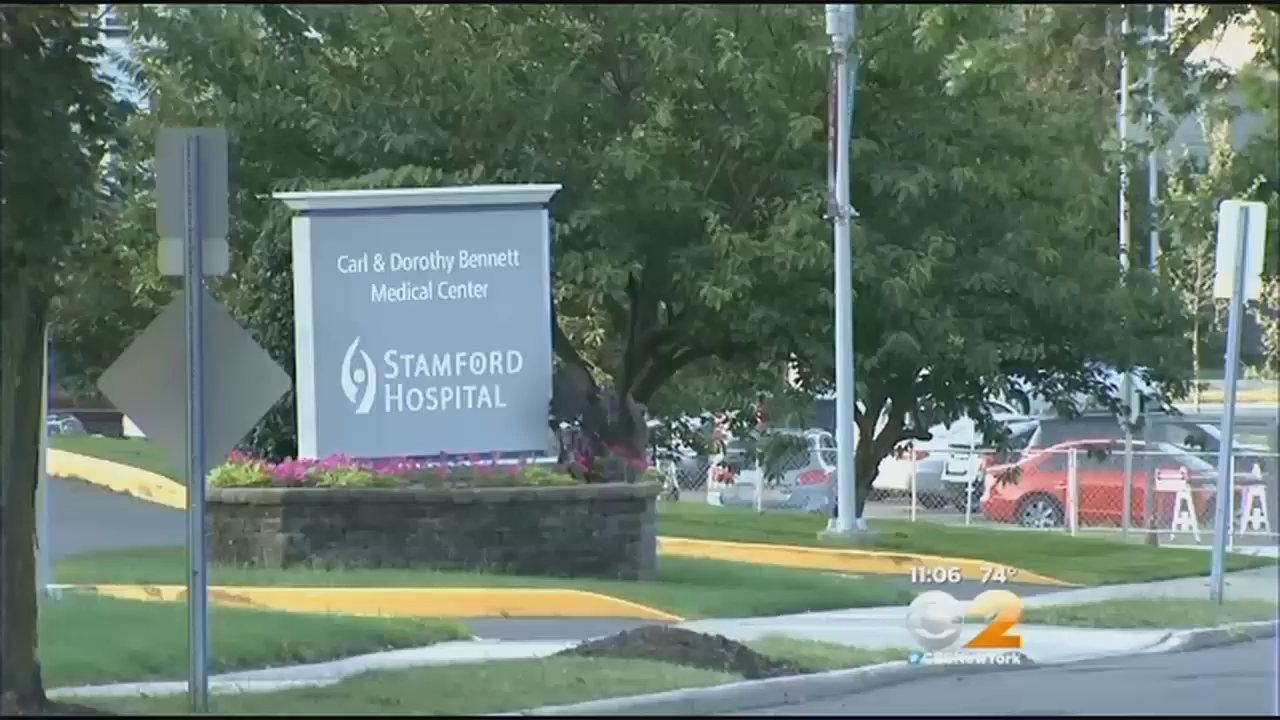 Carl & Dorothy Bennett
Medical Center
STAMFORD
HOSPITAL
11:06 74°
2
@CBSNewYork